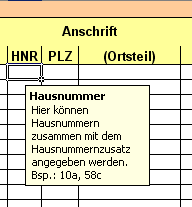 Anschrift
HNR PLZ (Ortsteil)
Hausnummer
Hier können
Hausnummern
zusammen mit dem
Hausnummernzusatz
angegeben werden.
Bsp.: 10a, 58c